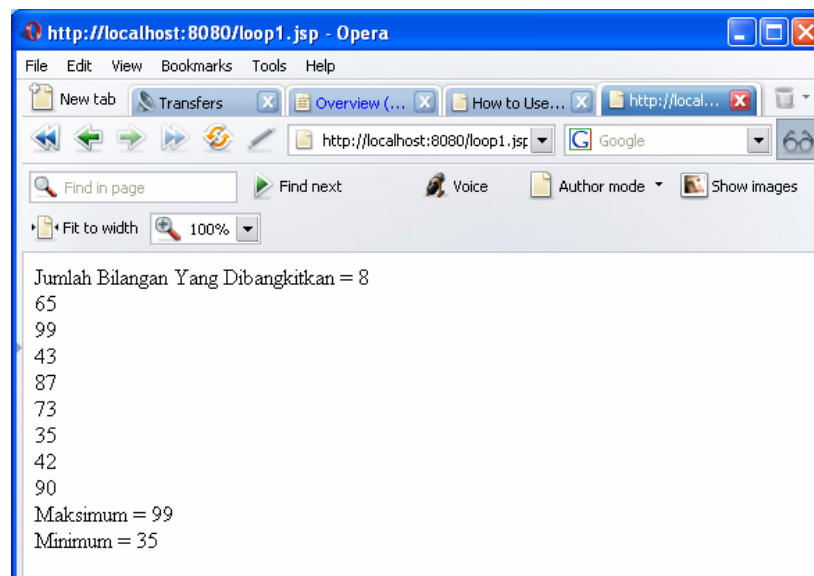 http://localhost:8080/loop1.jsp - Opera
File Edit View Bookmarks Tools Help
New tab Transfers Overview (... How to Use... http://local...
http://localhost:8080/loop1.jsp Google
Find in page Find next Voice Author mode Show images
Fit to width 100%
Jumlah Bilangan Yang Dibangkitkan = 8
65
99
43
87
73
35
42
90
Maksimum = 99
Minimum = 35